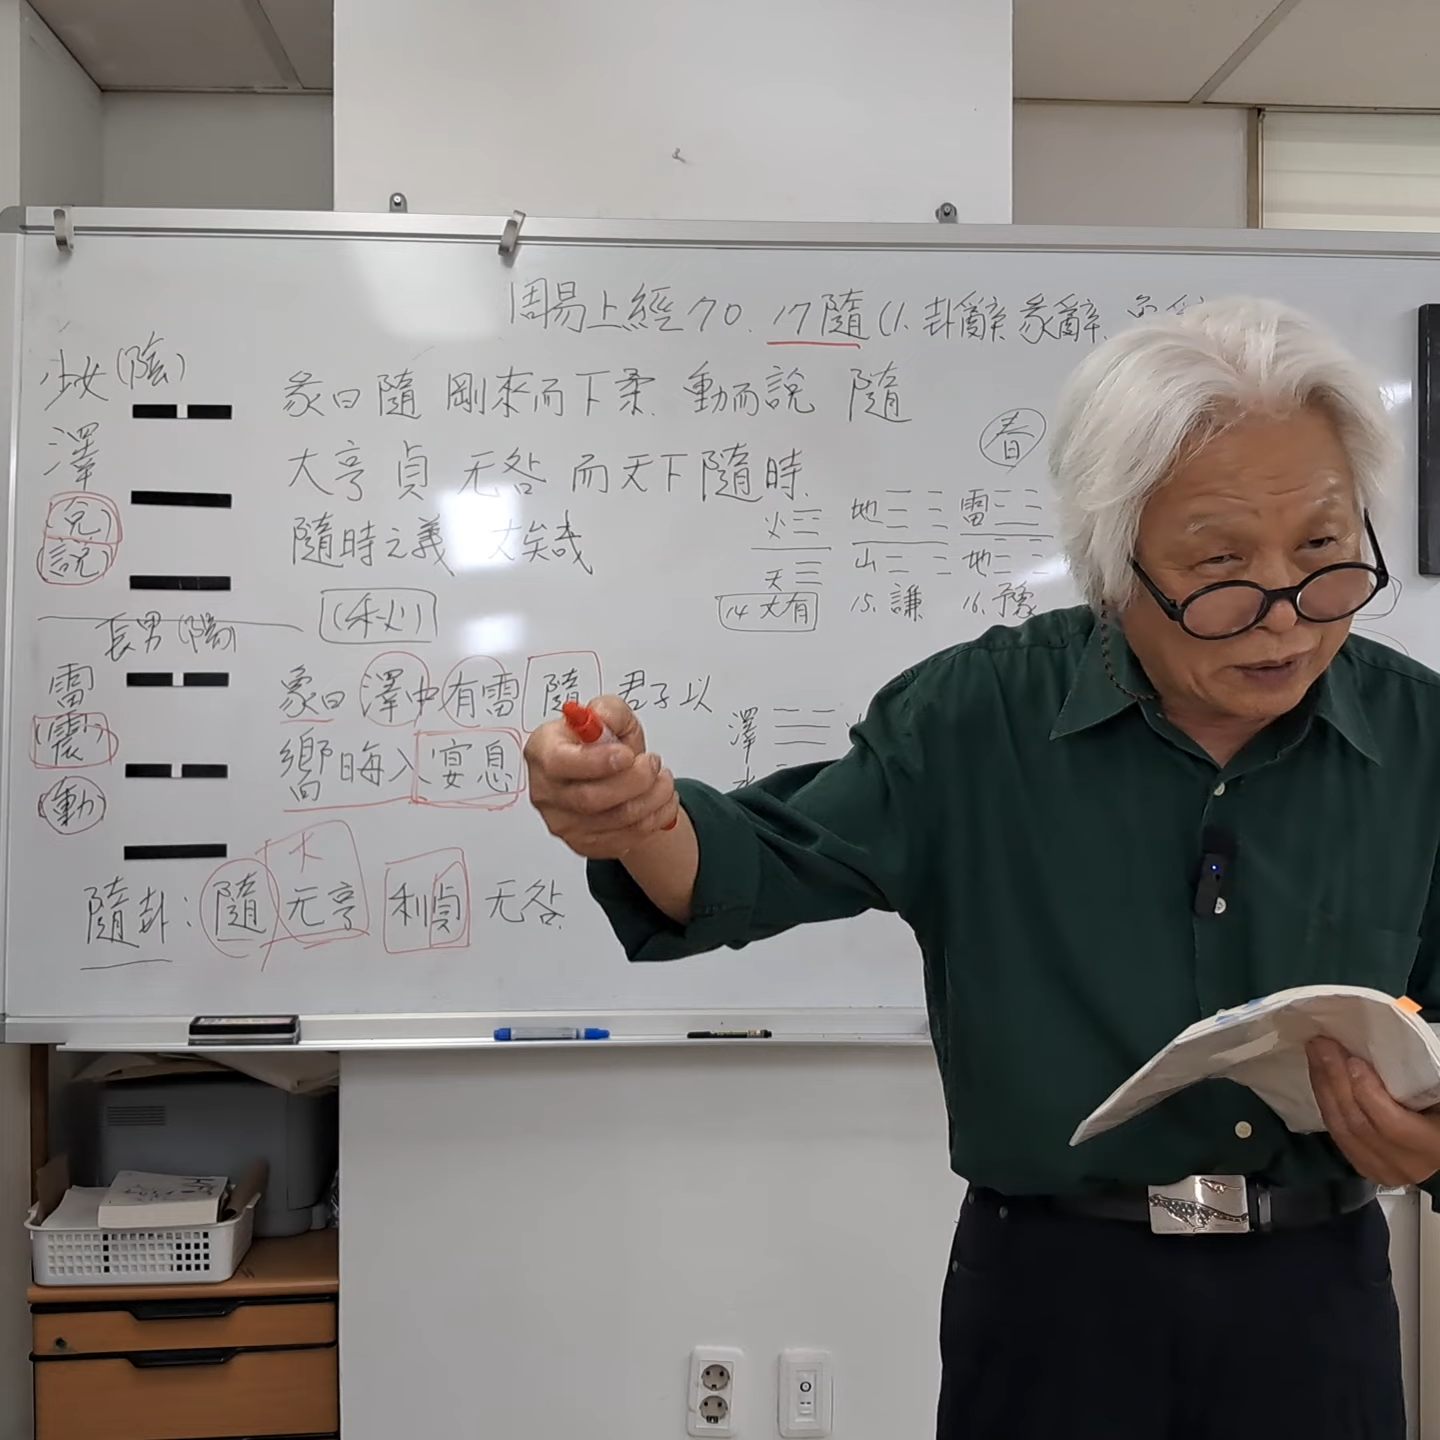 周易上經70. 17隨(1. 卦辭 彖辭
少女(陰)
彖曰 隨 剛來而下柔. 動而說 隨
澤
大亨 貞 无咎 而天下隨時.
春
(兌)
(說)
隨時之義 大矣哉
火 地 雷
天 山 地
14 大有 15. 謙 16. 豫
長男(陽)
雷
(震)
(動)
象曰 澤中有雷 隨 君子以
嚮晦入宴息
澤
大
隨卦: 隨 元亨 利貞 无咎.